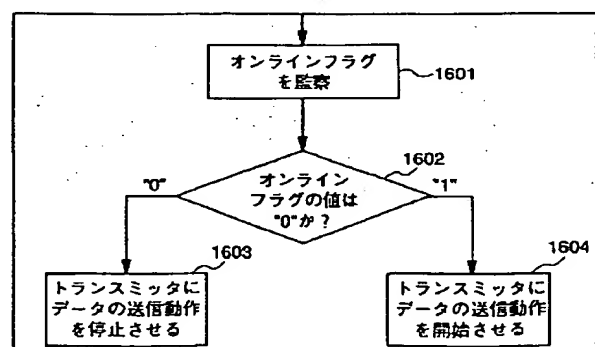 オンラインフラグ
を監察
1601
1602
オンライン
フラグの値は
"0"か？
"0"
"1"
1603
トランスミッタに
データの送信動作
を停止させる
1604
トランスミッタに
データの送信動作
を開始させる